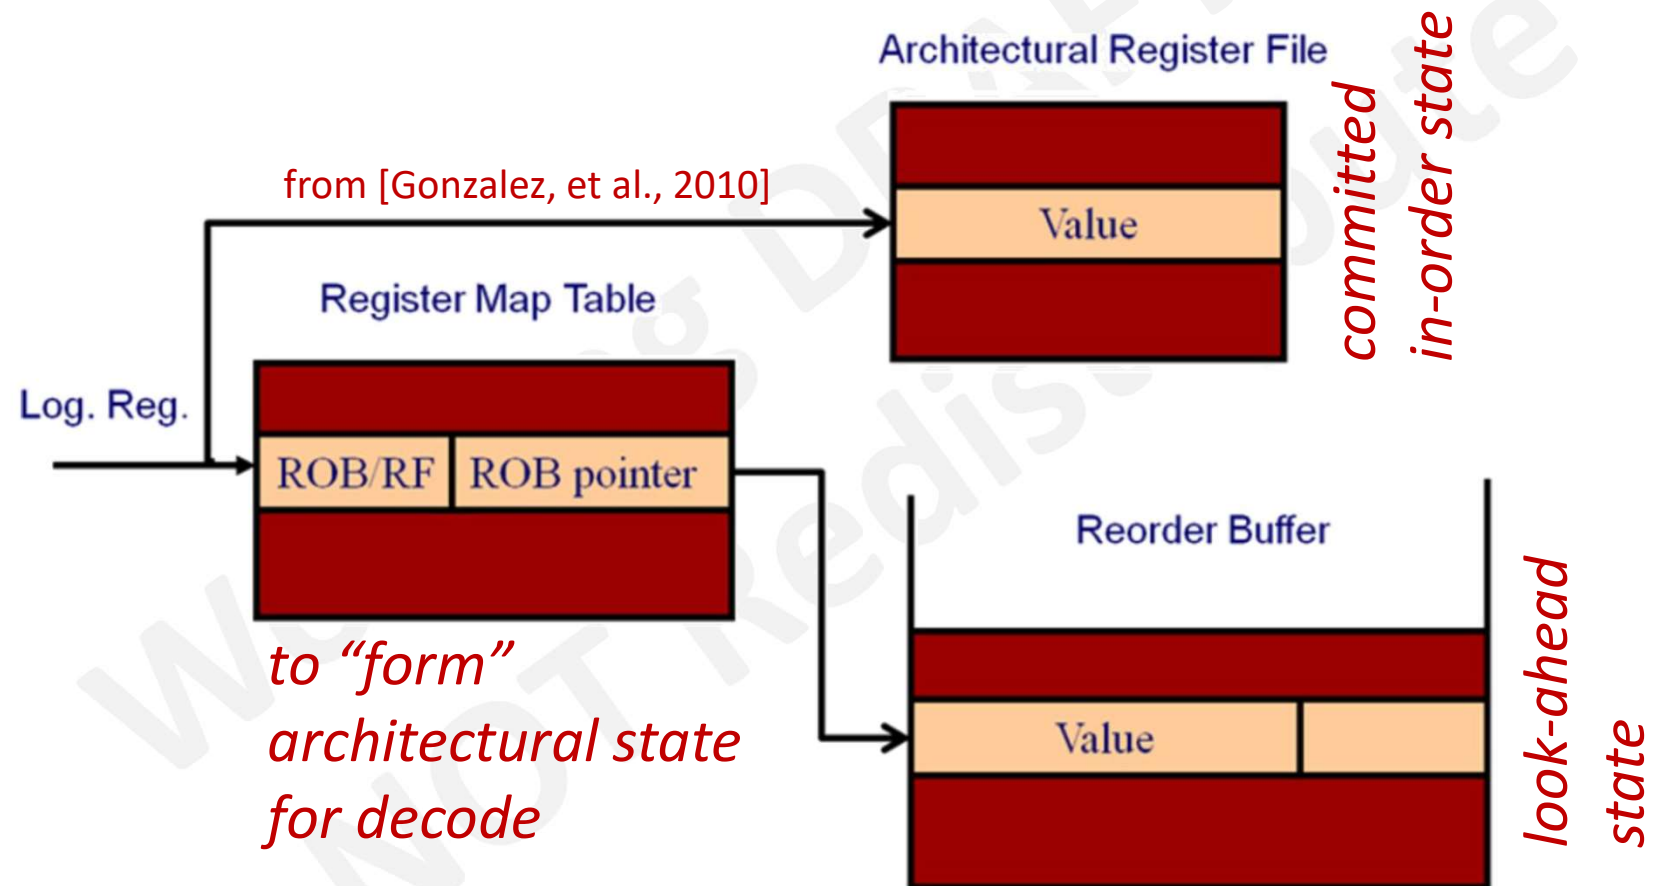 Architectural Register File
from [Gonzalez, et al., 2010]
Value
committed
in-order state
Register Map Table
Log. Reg.
ROB/RF
ROB pointer
to “form”
architectural state
for decode
Reorder Buffer
Value
look-ahead
state